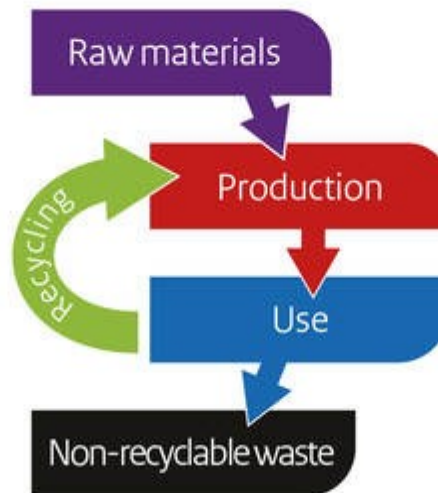 Raw materials
Production
Recycling
Use
Non-recyclable waste